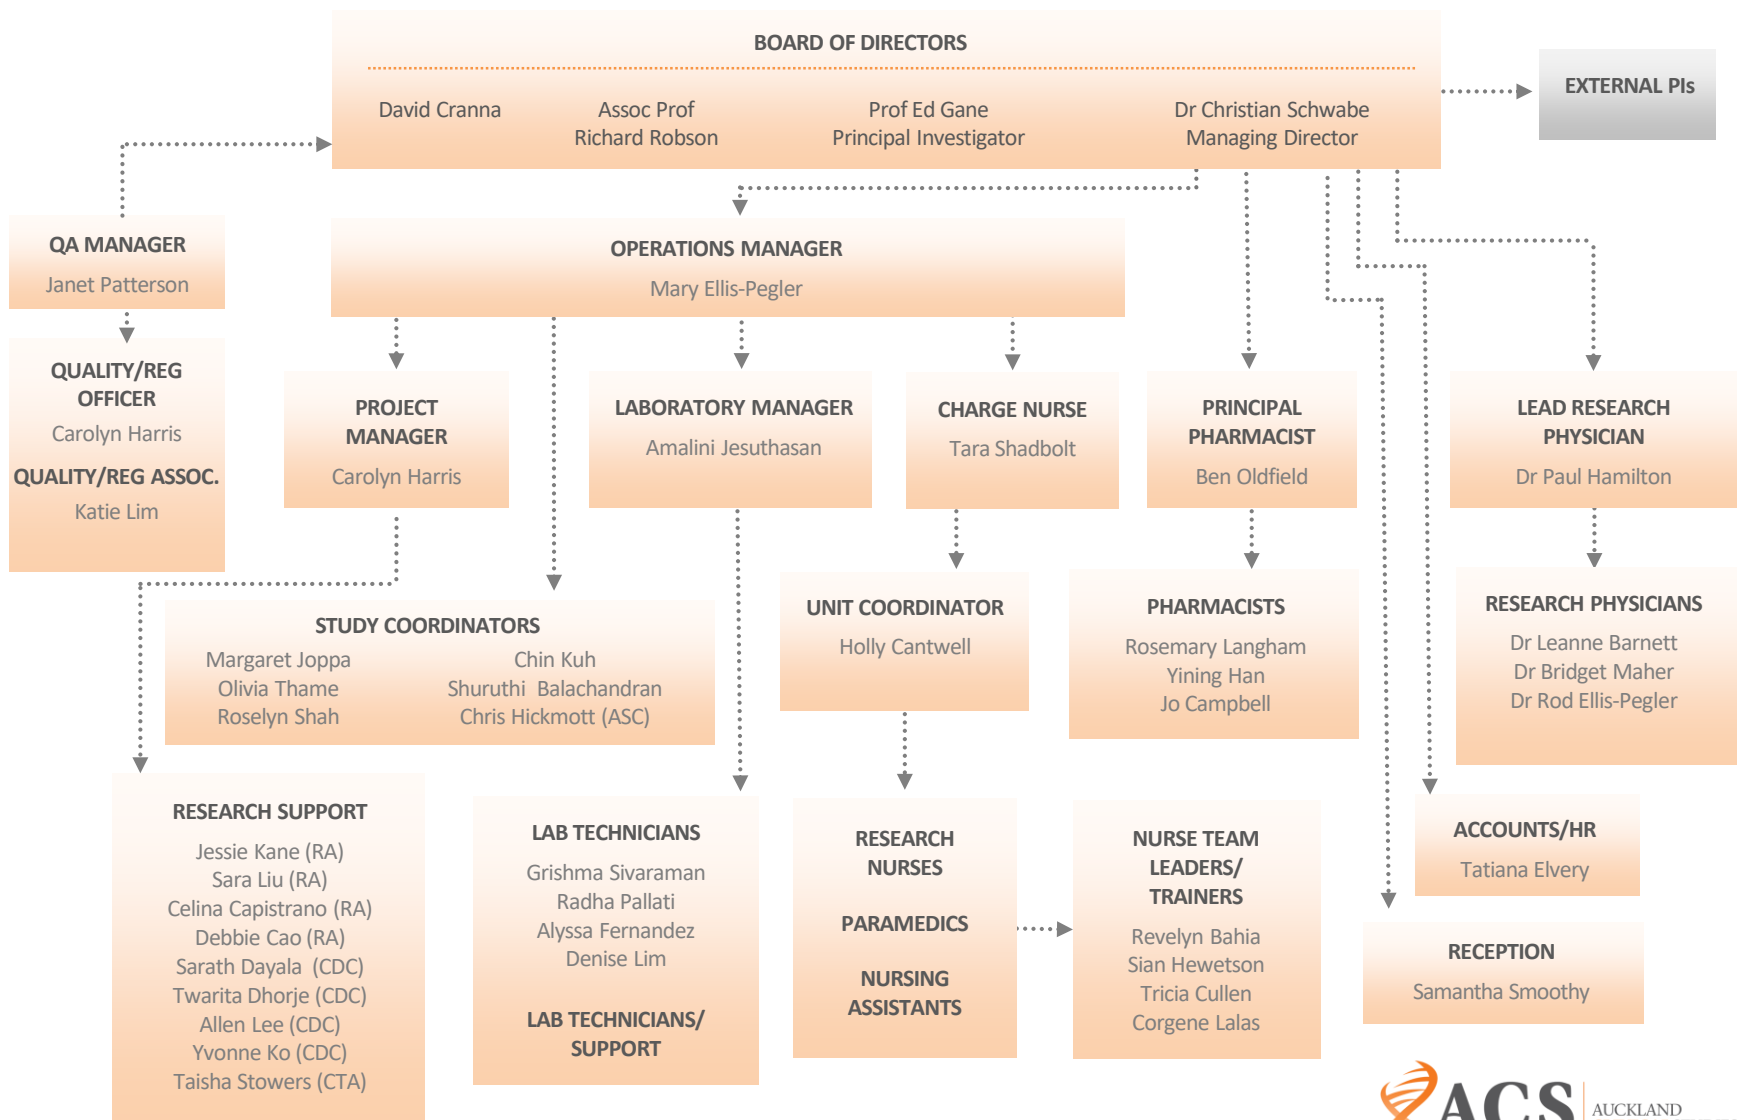 BOARD OF DIRECTORS
David Cranna
Assoc Prof
Richard Robson
Prof Ed Gane
Principal Investigator
Dr Christian Schwabe
Managing Director
EXTERNAL PIs
QA MANAGER
Janet Patterson
OPERATIONS MANAGER
Mary Ellis-Pegler
QUALITY/REG
OFFICER
Carolyn Harris
QUALITY/REG ASSOC.
Katie Lim
PROJECT
MANAGER
Carolyn Harris
LABORATORY MANAGER
Amalini Jesuthasan
CHARGE NURSE
Tara Shadbolt
PRINCIPAL
PHARMACIST
Ben Oldfield
LEAD RESEARCH
PHYSICIAN
Dr Paul Hamilton
STUDY COORDINATORS
Margaret Joppa
Olivia Thame
Roselyn Shah
Chin Kuh
Shuruthi Balachandran
Chris Hickmott (ASC)
UNIT COORDINATOR
Holly Cantwell
PHARMACISTS
Rosemary Langham
Yining Han
Jo Campbell
RESEARCH PHYSICIANS
Dr Leanne Barnett
Dr Bridget Maher
Dr Rod Ellis-Pegler
RESEARCH SUPPORT
Jessie Kane (RA)
Sara Liu (RA)
Celina Capistrano (RA)
Debbie Cao (RA)
Sarath Dayala (CDC)
Twarita Dhorje (CDC)
Allen Lee (CDC)
Yvonne Ko (CDC)
Taisha Stowers (CTA)
LAB TECHNICIANS
Grishma Sivaraman
Radha Pallati
Alyssa Fernandez
Denise Lim
LAB TECHNICIANS/
SUPPORT
RESEARCH
NURSES
PARAMEDICS
NURSING
ASSISTANTS
NURSE TEAM
LEADERS/
TRAINERS
Revelyn Bahia
Sian Hewetson
Tricia Cullen
Corgene Lalas
ACCOUNTS/HR
Tatiana Elvery
RECEPTION
Samantha Smoothy
ACS
AUCKLAND